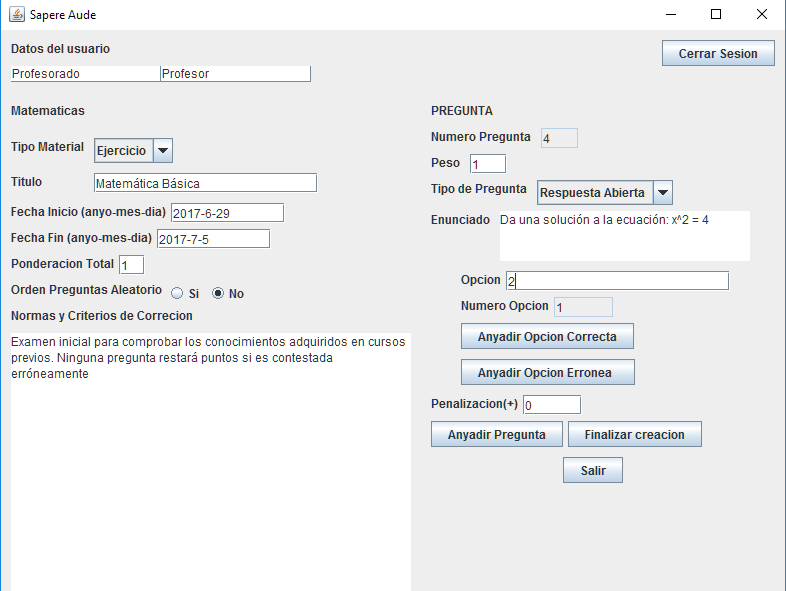 Sapere Aude
Datos del usuario
Cerrar Sesion
Profesorado Profesor
Matematicas
Tipo Material Ejercicio
Titulo Matemática Básica
Fecha Inicio (anyo-mes-dia) 2017-6-29
Fecha Fin (anyo-mes-dia) 2017-7-5
Ponderacion Total 1
Orden Preguntas Aleatorio Si No
Normas y Criterios de Correcion
Examen inicial para comprobar los conocimientos adquiridos en cursos
previos. Ninguna pregunta restará puntos si es contestada
erróneamente
PREGUNTA
Numero Pregunta 4
Peso 1
Tipo de Pregunta Respuesta Abierta
Enunciado Da una solución a la ecuación: x^2 = 4
Opcion 2
Numero Opcion 1
Anyadir Opcion Correcta
Anyadir Opcion Erronea
Penalizacion(+) 0
Anyadir Pregunta Finalizar creacion
Salir